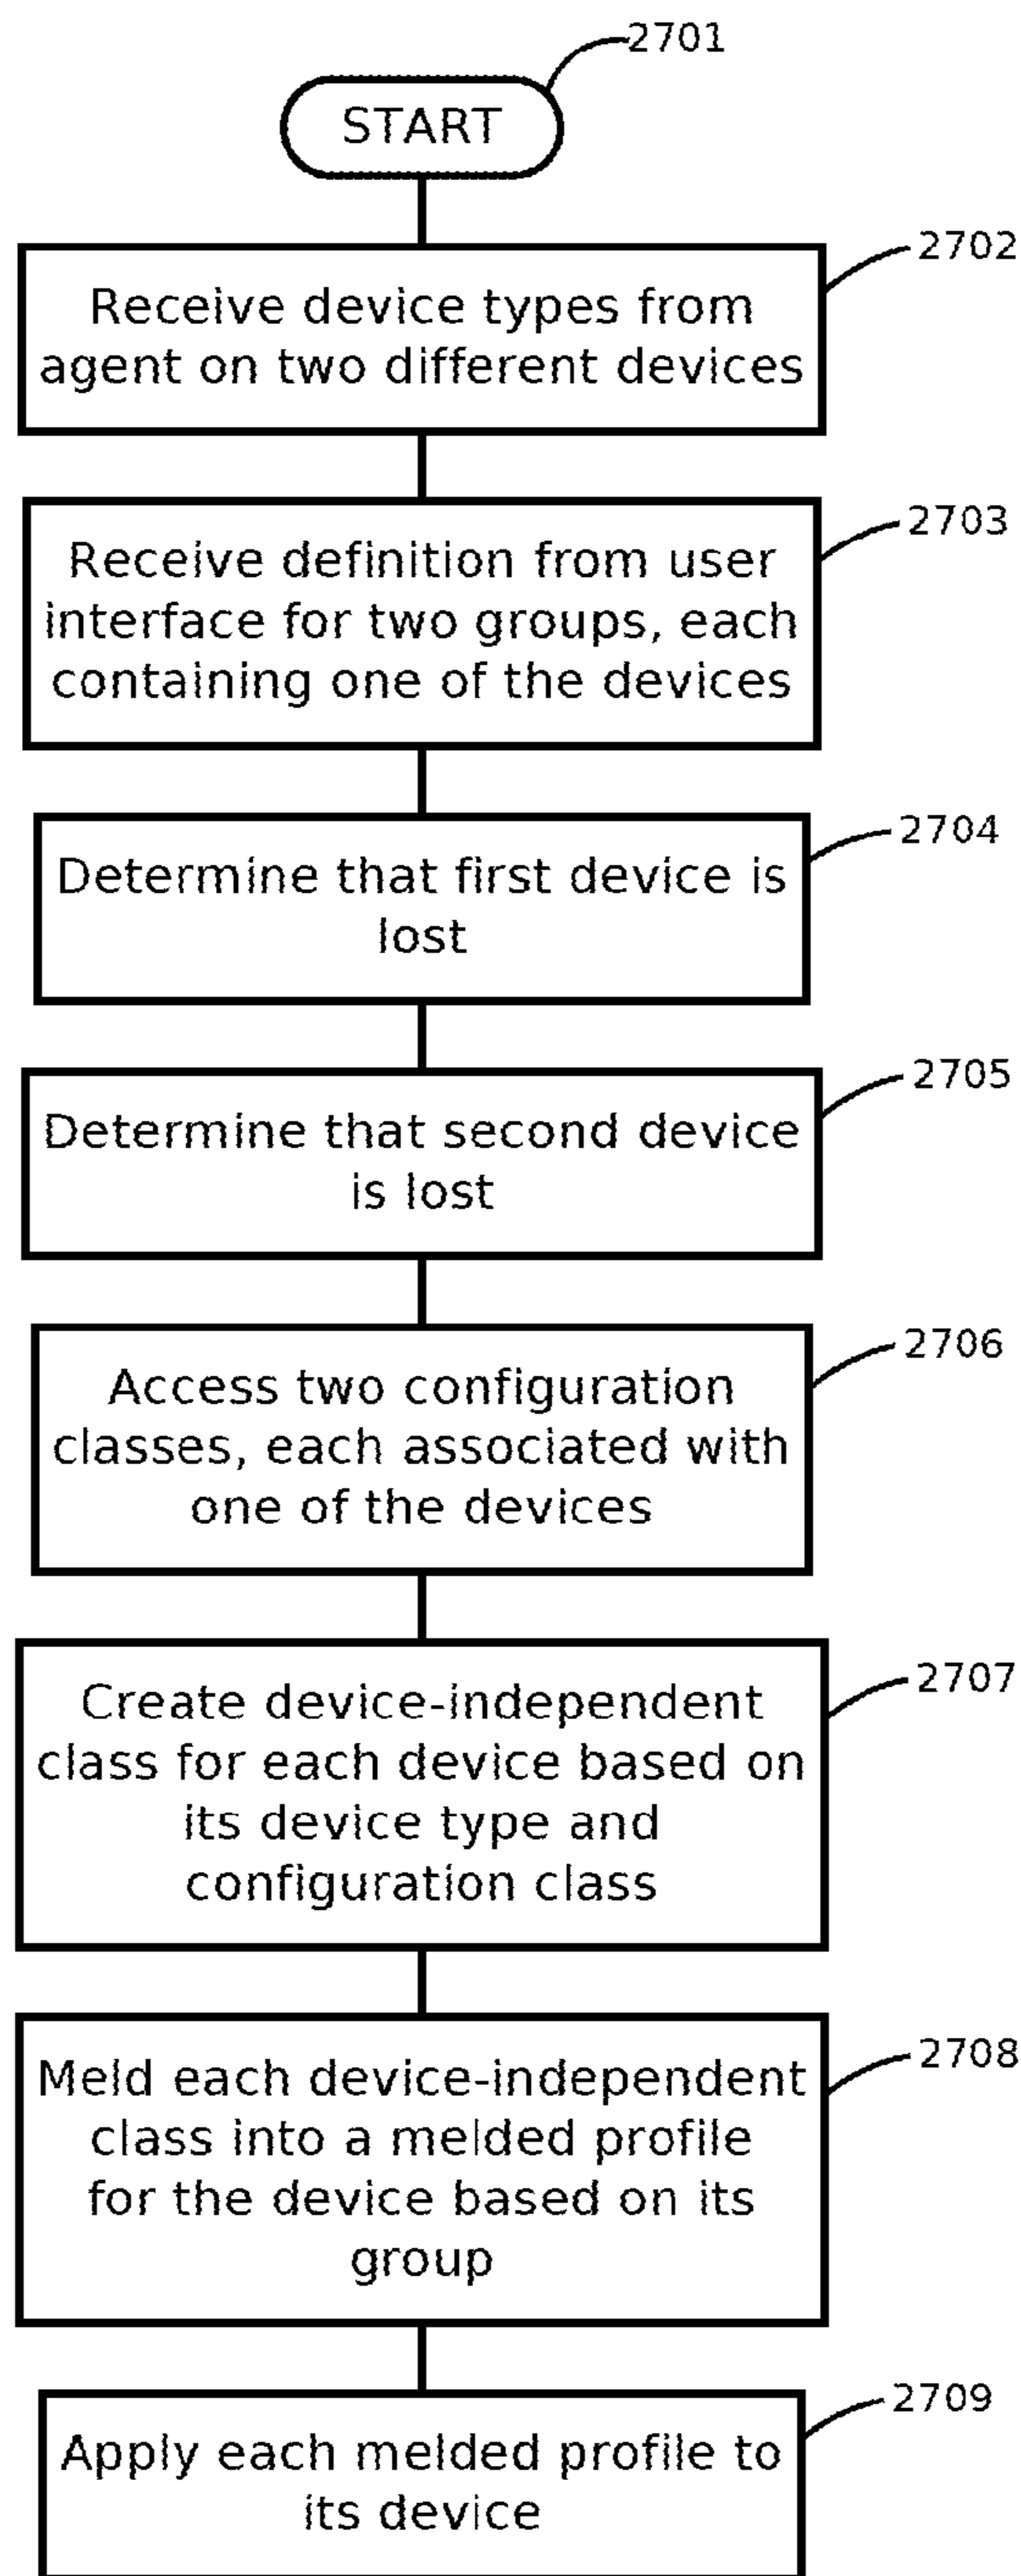 2701
START
2702
Receive device types from
agent on two different devices
2703
Receive definition from user
interface for two groups, each
containing one of the devices
2704
Determine that first device is
lost
2705
Determine that second device
is lost
2706
Access two configuration
classes, each associated with
one of the devices
2707
Create device-independent
class for each device based on
its device type and
configuration class
2708
Meld each device-independent
class into a melded profile
for the device based on its
group
2709
Apply each melded profile to
its device